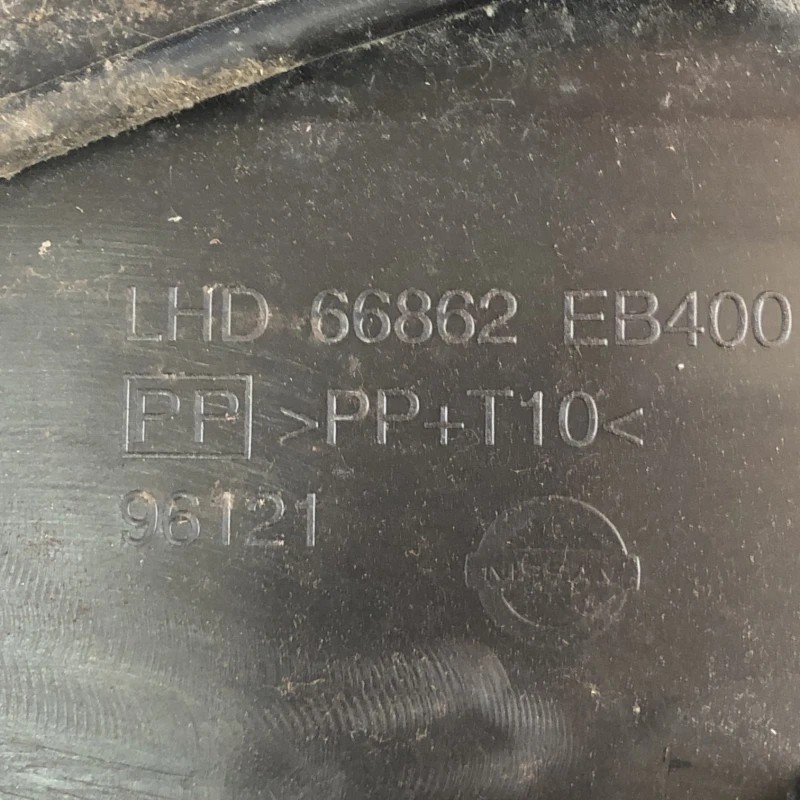 LHD 66862 EB400
PP >PP+T10<
96121
NISSAN